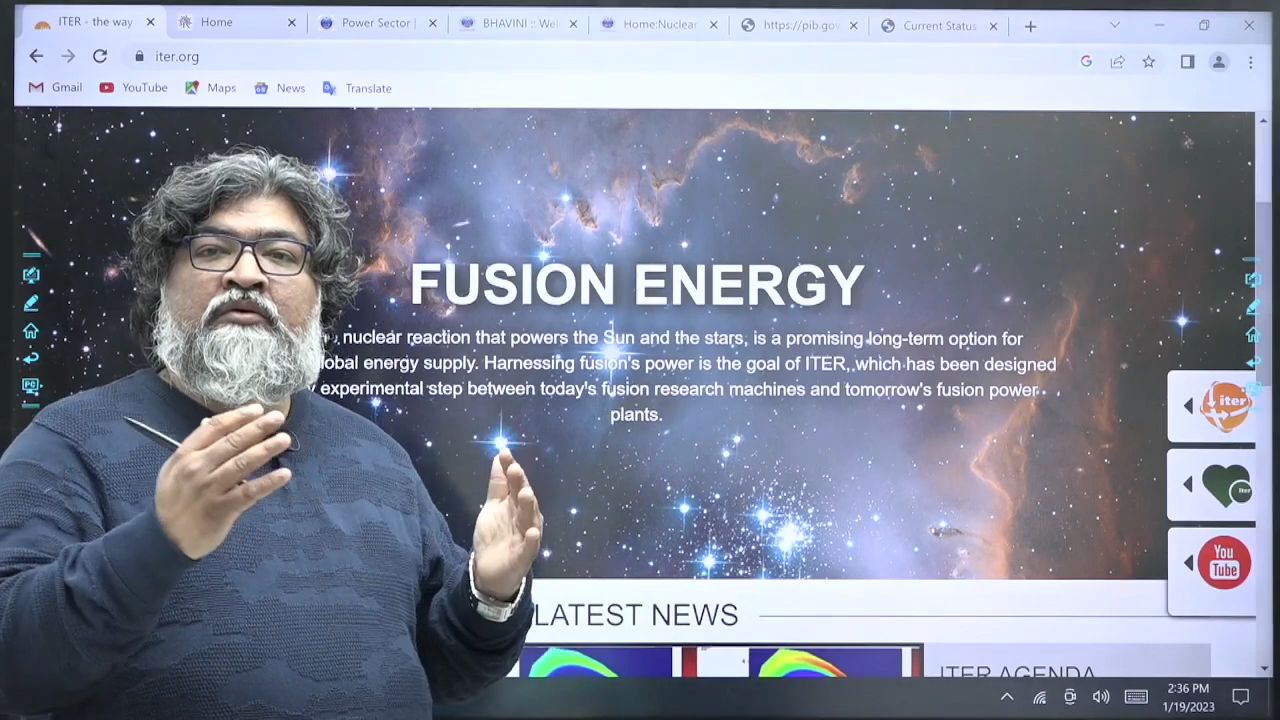 ITER - the way
Home
Power Sector |
BHAVINI :: Wel
Home:Nuclear
https://pib.gov
Current Status
iter.org
Gmail
YouTube
Maps
News
Translate
FUSION ENERGY
nuclear reaction that powers the Sun and the stars, is a promising long-term option for
lobal energy supply. Harnessing fusion's power is the goal of ITER, which has been designed
experimental step between today's fusion research machines and tomorrow's fusion power
plants.
iter
iter
You
Tube
LATEST NEWS
ITER AGENDA
PC
2:36 PM
1/19/2023